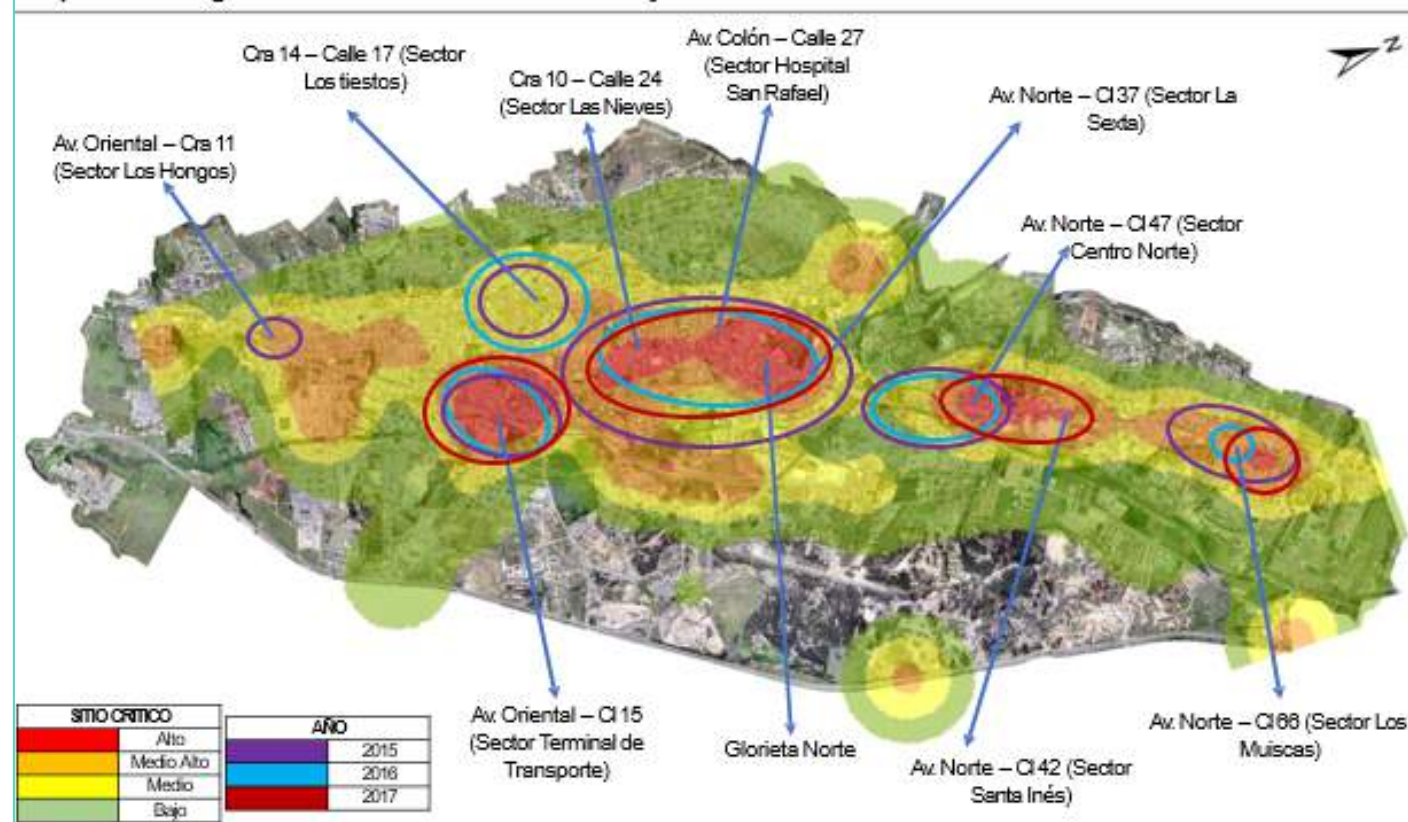 Cra 14 – Calle 17 (Sector
Los tiestos)
Cra 10 – Calle 24
(Sector Las Nieves)
Av. Colón – Calle 27
(Sector Hospital
San Rafael)
Av. Norte – Cl 37 (Sector La
Sexta)
Av. Oriental – Cra 11
(Sector Los Hongos)
Av. Norte – Cl 47 (Sector
Centro Norte)
Z
Av. Oriental – Cl 15
(Sector Terminal de
Transporte)
Glorieta Norte
Av. Norte – Cl 42 (Sector
Santa Inés)
Av. Norte – Cl 66 (Sector Los
Muiscas)
SITIO CRITICO
Alto
Medio Alto
Medio
Bajo
AÑO
2015
2016
2017